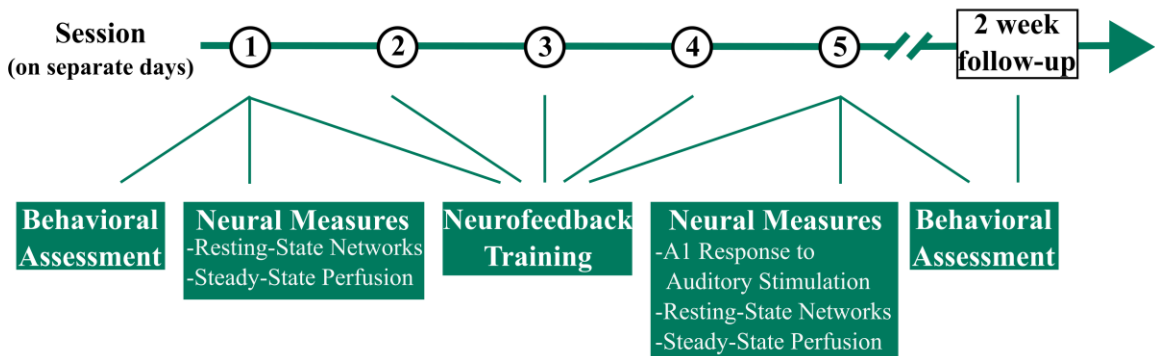 Session
(on separate days)
1
2
3
4
5
2 week
follow-up
Behavioral
Assessment
Neural Measures
-Resting-State Networks
-Steady-State Perfusion
Neurofeedback
Training
Neural Measures
-A1 Response to
Auditory Stimulation
-Resting-State Networks
-Steady-State Perfusion
Behavioral
Assessment